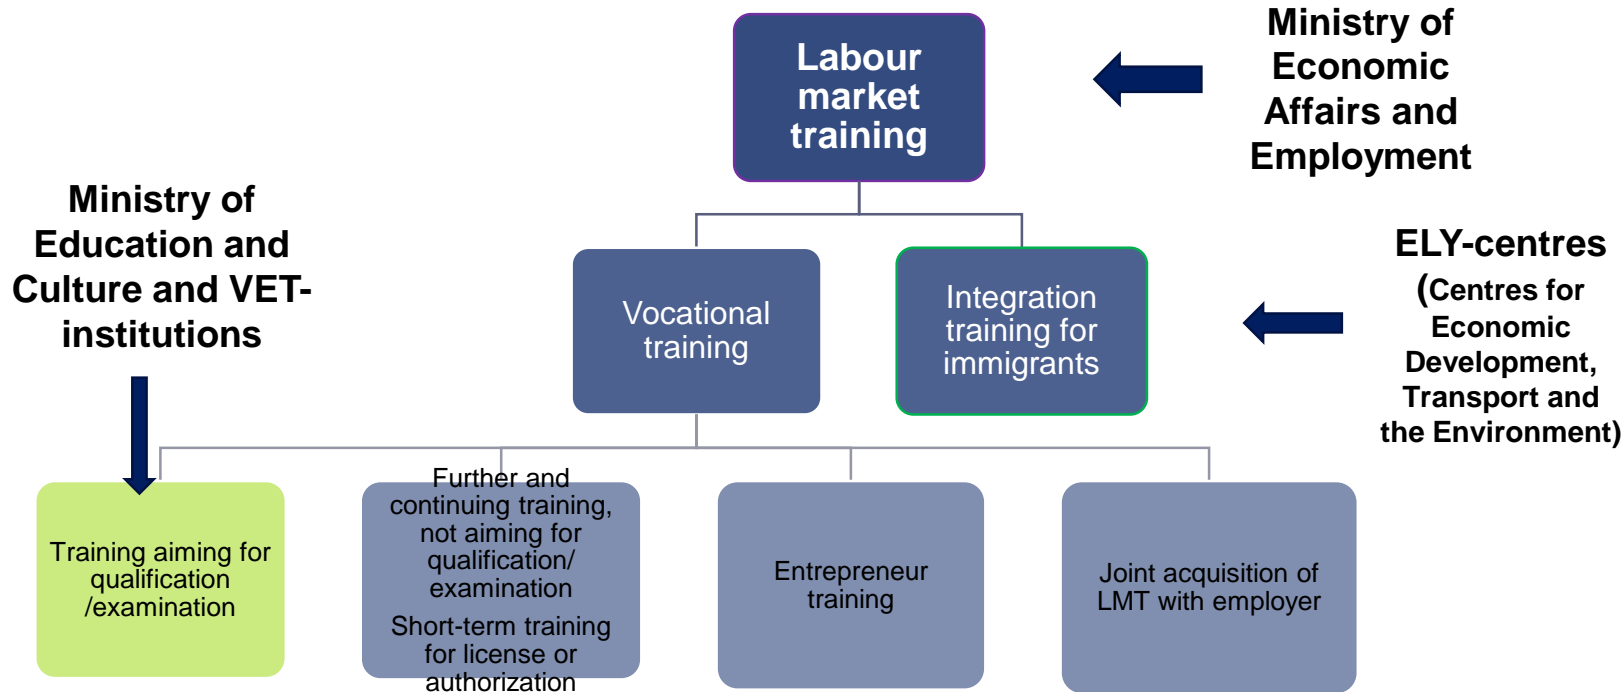 Labour
market
training
Ministry of
Economic
Affairs and
Employment
Ministry of
Education and
Culture and VET-
institutions
Vocational
training
Integration
training for
immigrants
ELY-centres
(Centres for
Economic
Development,
Transport and
the Environment)
Training aiming for
qualification
/examination
Further and
continuing training,
not aiming for
qualification/
examination
Short-term training
for license or
authorization
Entrepreneur
training
Joint acquisition of
LMT with employer